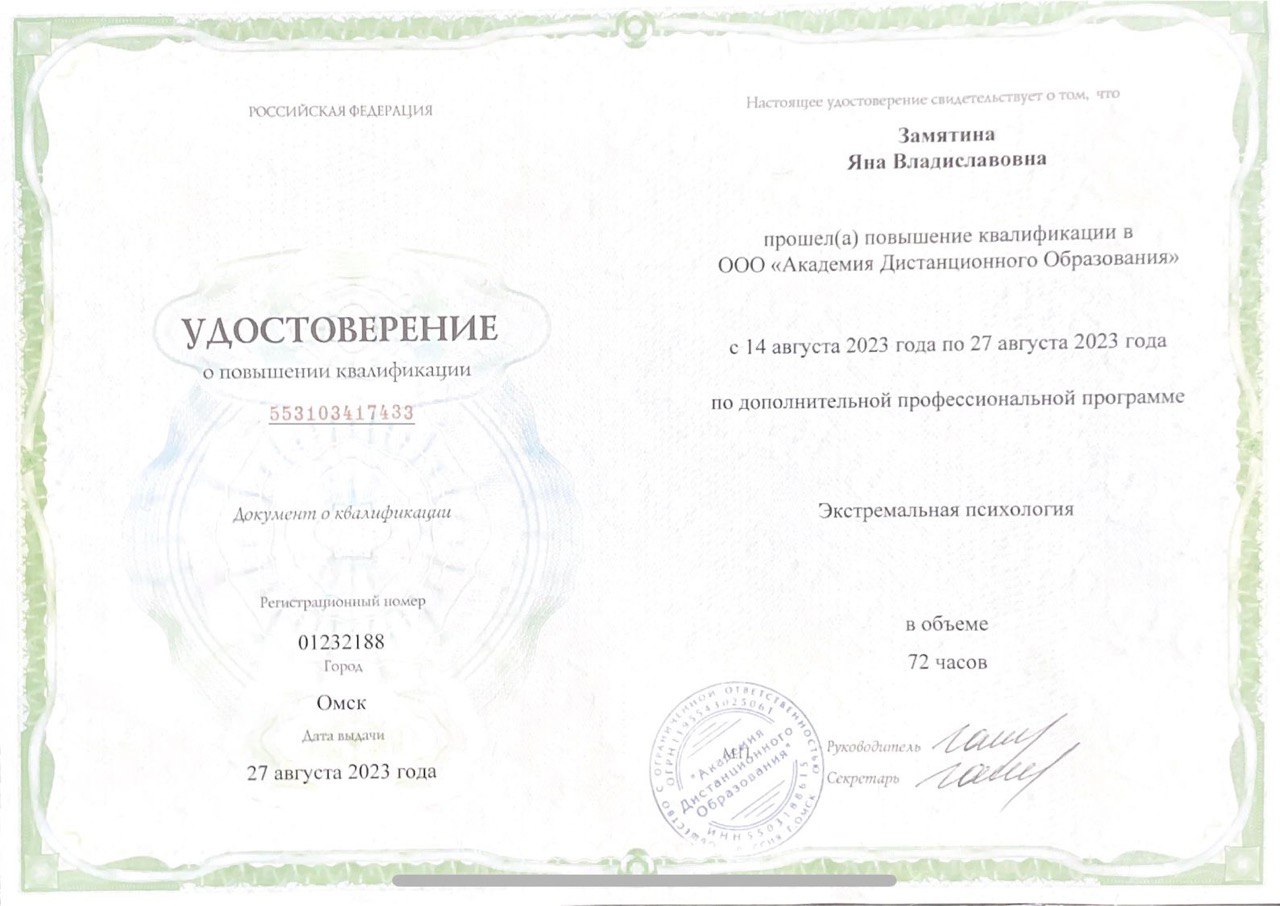 РОССИЙСКАЯ ФЕДЕРАЦИЯ
УДОСТОВЕРЕНИЕ
о повышении квалификации
553103417433
Документ о квалификации
Регистрационный номер
01232188
Город
Омск
Дата выдачи
27 августа 2023 года
Настоящее удостоверение свидетельствует о том, что
Замятина
Яна Владиславовна
прошел(а) повышение квалификации в
ООО «Академия Дистанционного Образования»
с 14 августа 2023 года по 27 августа 2023 года
по дополнительной профессиональной программе
Экстремальная психология
в объеме
72 часов
М.П.
Руководитель
Секретарь
ОБЩЕСТВО С ОГРАНИЧЕННОЙ ОТВЕТСТВЕННОСТЬЮ
ОГРН 1195543025061
"Академия
Дистанционного
Образования"
ИНН 5503188615
РОССИЯ Г.ОМСК